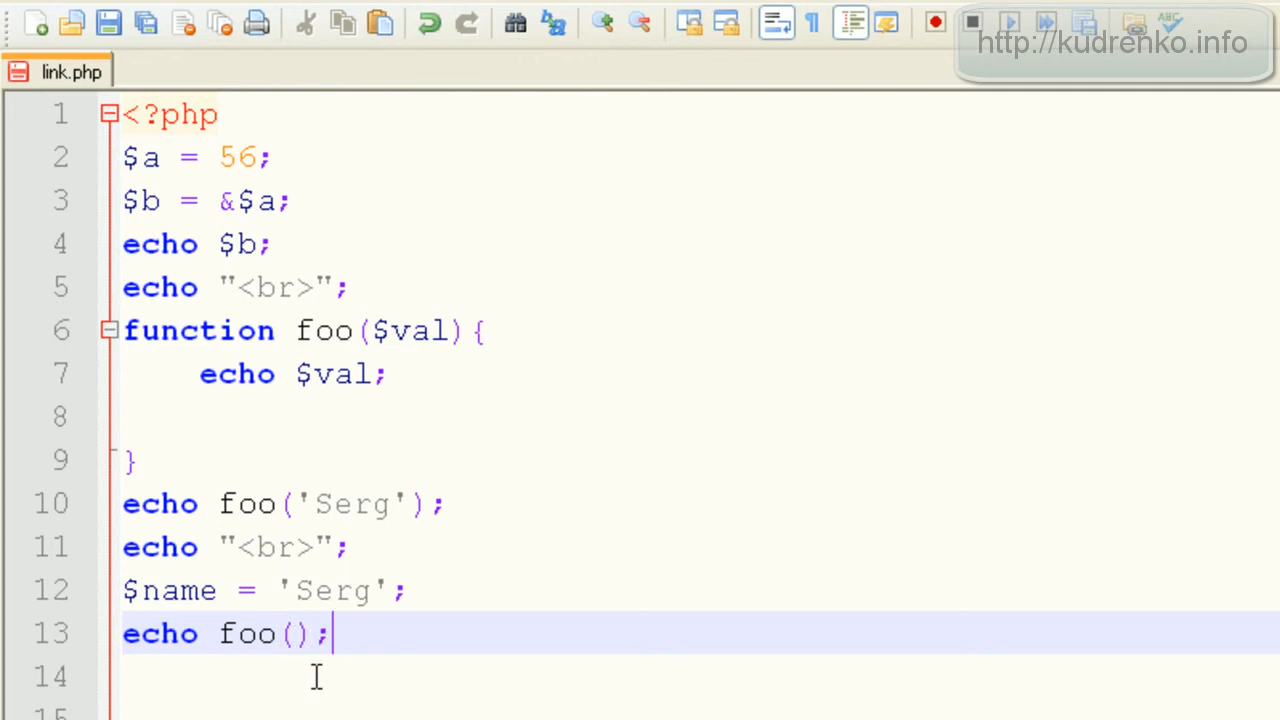 http://kudrenko.info
link.php
1 <?php
2 $a = 56;
3 $b = &$a;
4 echo $b;
5 echo "<br>";
6 function foo($val){
7 echo $val;
8
9 }
10 echo foo('Serg');
11 echo "<br>";
12 $name = 'Serg';
13 echo foo();
14
15